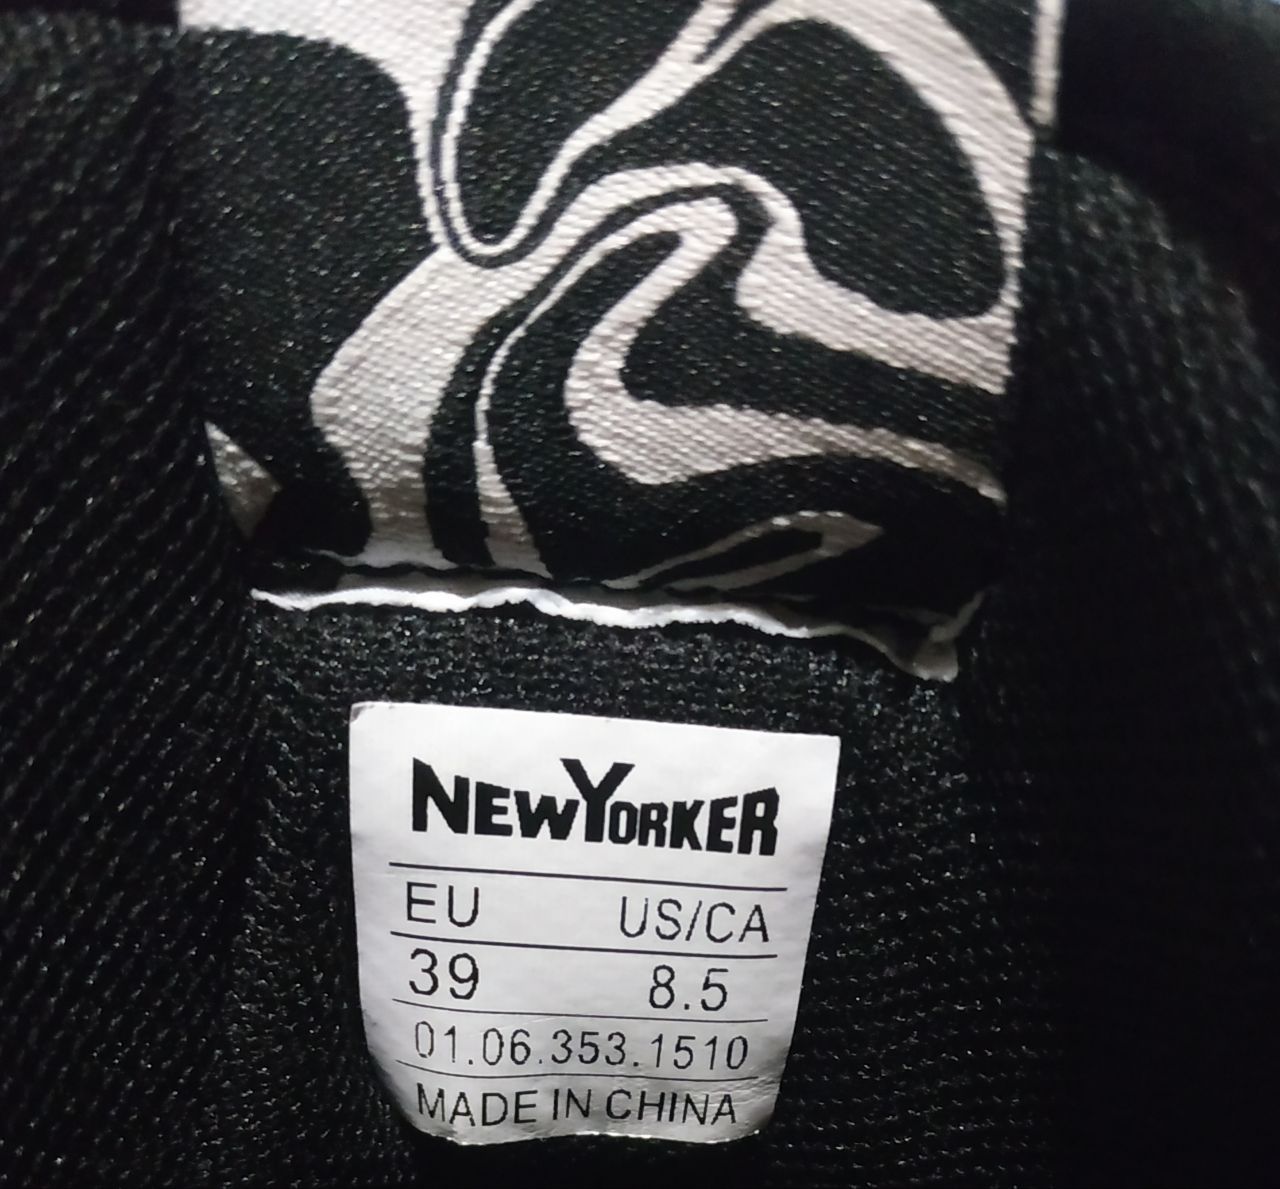 NEWYORKER
EU US/CA
39 8.5
01.06.353.1510
MADE IN CHINA